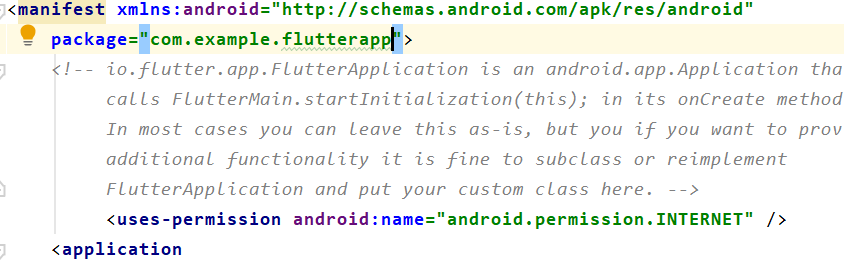 <manifest xmlns:android="http://schemas.android.com/apk/res/android"
package="com.example.flutterapp">
<!-- io.flutter.app.FlutterApplication is an android.app.Application tha
calls FlutterMain.startInitialization(this); in its onCreate method
In most cases you can leave this as-is, but you if you want to prov
additional functionality it is fine to subclass or reimplement
FlutterApplication and put your custom class here. -->
<uses-permission android:name="android.permission.INTERNET" />
<application